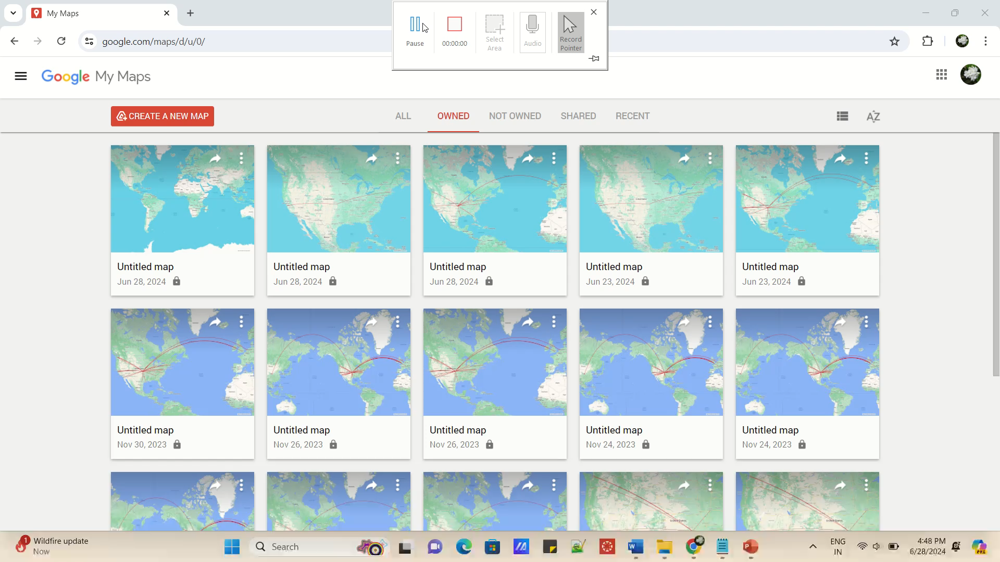 My Maps
google.com/maps/d/u/0/
Pause
00:00:00
Select Area
Audio
Record Pointer
Google My Maps
CREATE A NEW MAP
ALL
OWNED
NOT OWNED
SHARED
RECENT
AZ
Untitled map
Jun 28, 2024
Untitled map
Jun 28, 2024
Untitled map
Jun 28, 2024
Untitled map
Jun 23, 2024
Untitled map
Jun 23, 2024
Untitled map
Nov 30, 2023
Untitled map
Nov 26, 2023
Untitled map
Nov 26, 2023
Untitled map
Nov 24, 2023
Untitled map
Nov 24, 2023
1
Wildfire update
Now
Search
ENG
IN
4:48 PM
6/28/2024
PRE